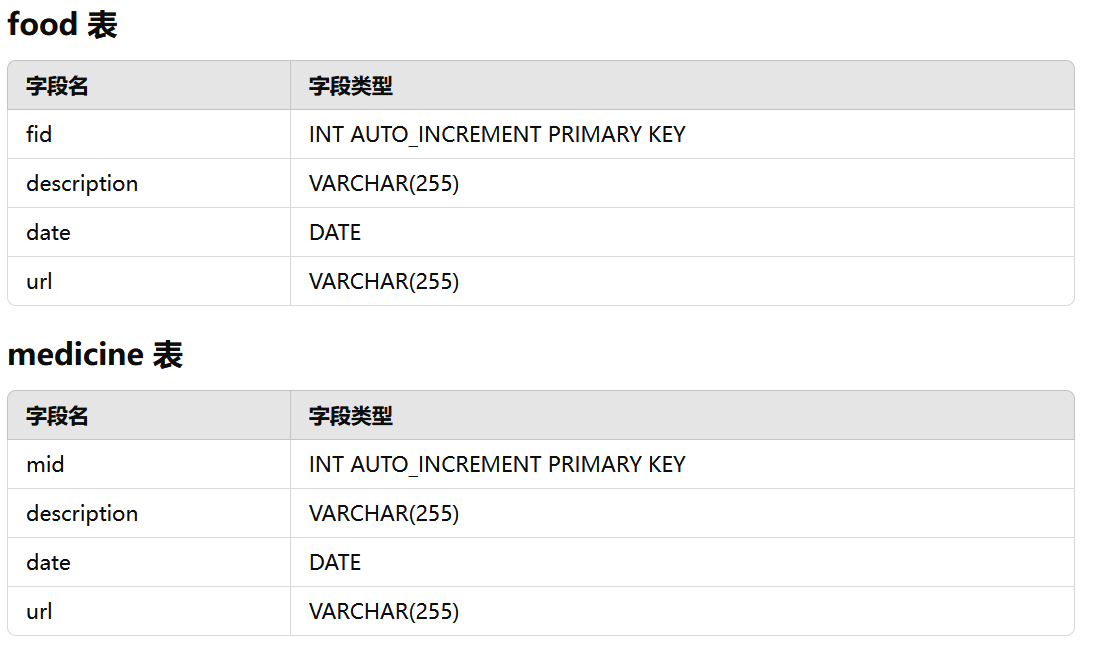 food 表
字段名 字段类型
fid INT AUTO_INCREMENT PRIMARY KEY
description VARCHAR(255)
date DATE
url VARCHAR(255)
medicine 表
字段名 字段类型
mid INT AUTO_INCREMENT PRIMARY KEY
description VARCHAR(255)
date DATE
url VARCHAR(255)